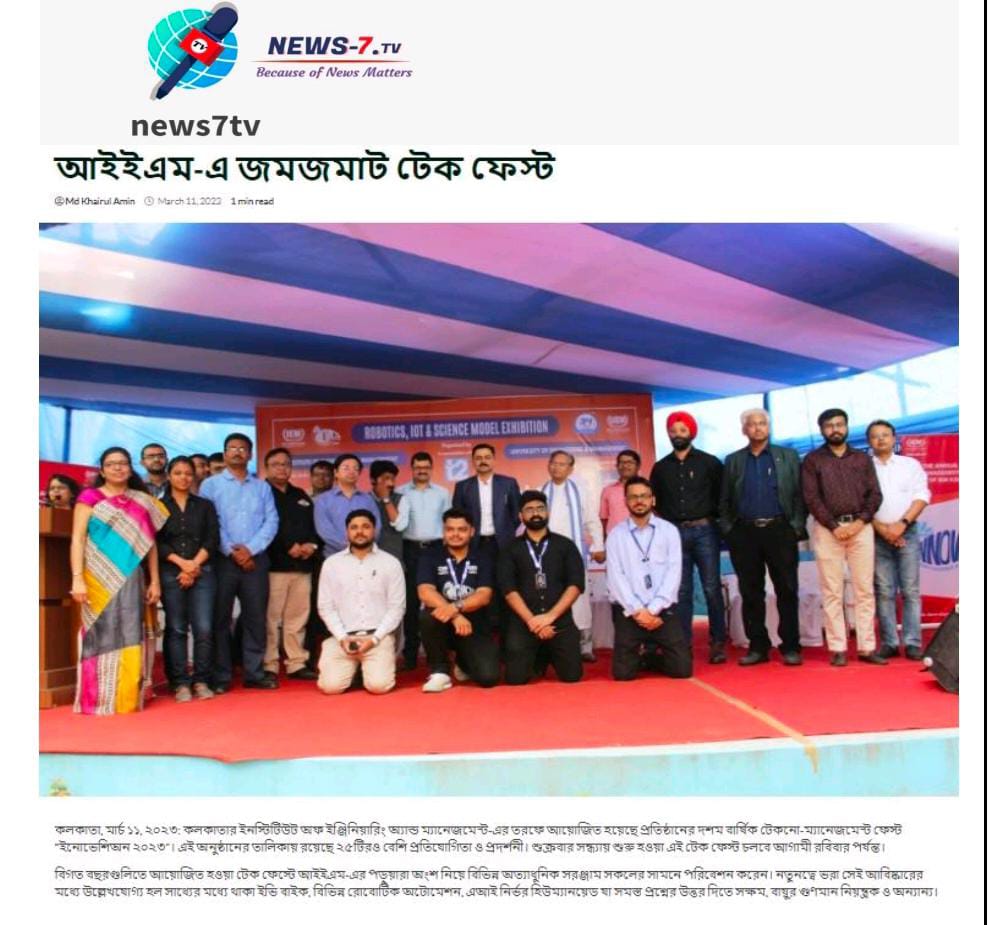 TV
NEWS-7.TV
Because of News Matters
news7tv
আইইএম-এ জমজমাট টেক ফেস্ট
Md Khairul Amin March 11, 2023 1 min read
ROBOTICS, IOT & SCIENCE MODEL EXHIBITION
কলকাতা, মার্চ ১১, ২০২৩: কলকাতার ইনস্টিটিউট অফ ইঞ্জিনিয়ারিং অ্যান্ড ম্যানেজমেন্ট-এর তরফে আয়োজিত হয়েছে প্রতিষ্ঠানের দশম বার্ষিক টেকনো-ম্যানেজমেন্ট ফেস্ট
“ইনোভেশিঅন ২০২৩”। এই অনুষ্ঠানের তালিকায় রয়েছে ২৫টিরও বেশি প্রতিযোগিতা ও প্রদর্শনী। শুক্রবার সন্ধ্যায় শুরু হওয়া এই টেক ফেস্ট চলবে আগামী রবিবার পর্যন্ত।
বিগত বছরগুলিতে আয়োজিত হওয়া টেক ফেস্টে আইইএম-এর পড়ুয়ারা অংশ নিয়ে বিভিন্ন অত্যাধুনিক সরঞ্জাম সকলের সামনে পরিবেশন করেন। নতুনত্বে ভরা সেই আবিষ্কারের
মধ্যে উল্লেখযোগ্য হল সাধ্যের মধ্যে থাকা ইভি বাইক, বিভিন্ন রোবোটিক অটোমেশন, এআই নির্ভর হিউম্যানয়েড যা সমস্ত প্রশ্নের উত্তর দিতে সক্ষম, বায়ুর গুণমান নিয়ন্ত্রক ও অন্যান্য।